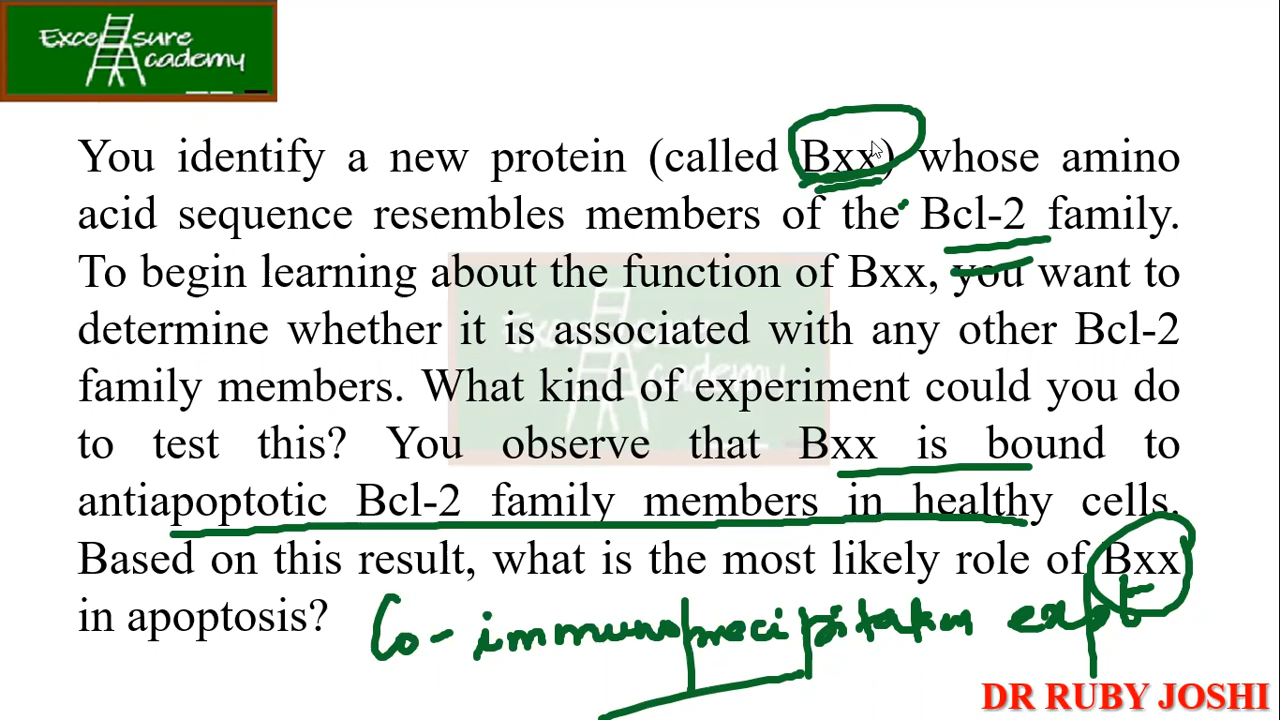 Excel sure
Academy
You identify a new protein (called Bxx) whose amino
acid sequence resembles members of the Bcl-2 family.
To begin learning about the function of Bxx, you want to
determine whether it is associated with any other Bcl-2
family members. What kind of experiment could you do
to test this? You observe that Bxx is bound to
antiapoptotic Bcl-2 family members in healthy cells.
Based on this result, what is the most likely role of Bxx
in apoptosis?
Co-immunoprecipitation expt
DR RUBY JOSHI